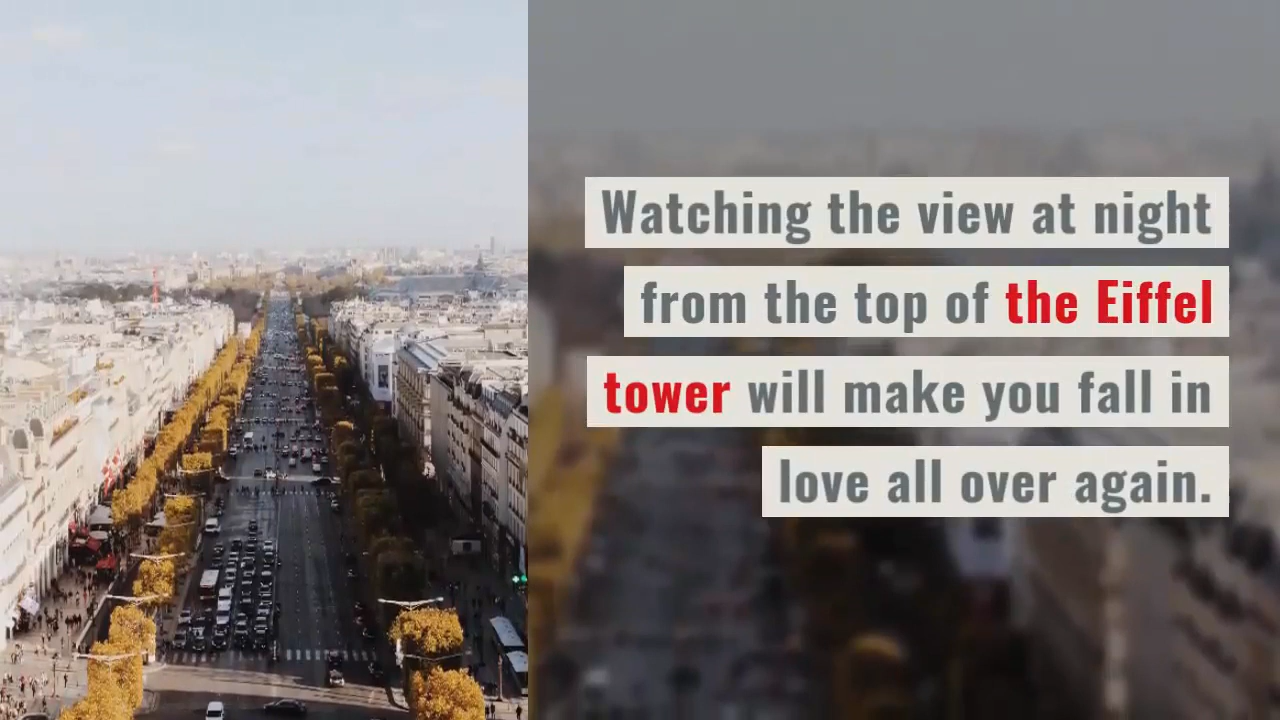 Watching the view at night
from the top of the Eiffel
tower will make you fall in
love all over again.